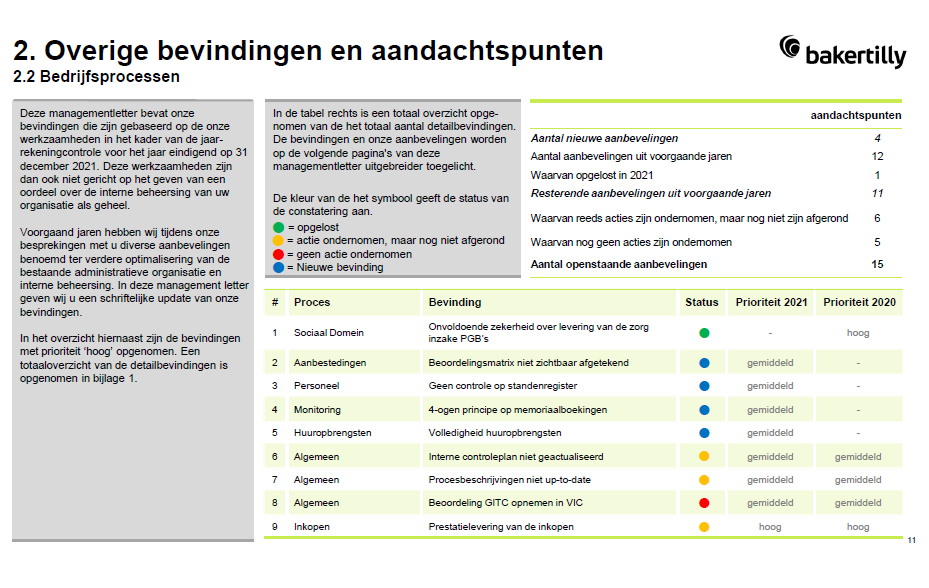 2. Overige bevindingen en aandachtspunten
2.2 Bedrijfsprocessen
bakertilly
Deze managementletter bevat onze
bevindingen die zijn gebaseerd op de onze
werkzaamheden in het kader van de jaar-
rekeningcontrole voor het jaar eindigend op 31
december 2021. Deze werkzaamheden zijn
dan ook niet gericht op het geven van een
oordeel over de interne beheersing van uw
organisatie als geheel.
Voorgaand jaren hebben wij tijdens onze
besprekingen met u diverse aanbevelingen
benoemd ter verdere optimalisering van de
bestaande administratieve organisatie en
interne beheersing. In deze management letter
geven wij u een schriftelijke update van onze
bevindingen.
In het overzicht hiernaast zijn de bevindingen
met prioriteit ‘hoog’ opgenomen. Een
totaaloverzicht van de detailbevindingen is
opgenomen in bijlage 1.
In de tabel rechts is een totaal overzicht opge-
nomen van de het totaal aantal detailbevindingen.
De bevindingen en onze aanbevelingen worden
op de volgende pagina's van deze
managementletter uitgebreider toegelicht.
De kleur van de het symbool geeft de status van
de constatering aan.
= opgelost
= actie ondernomen, maar nog niet afgerond
= geen actie ondernomen
= Nieuwe bevinding
aandachtspunten
Aantal nieuwe aanbevelingen 4
Aantal aanbevelingen uit voorgaande jaren 12
Waarvan opgelost in 2021 1
Resterende aanbevelingen uit voorgaande jaren 11
Waarvan reeds acties zijn ondernomen, maar nog niet zijn afgerond 6
Waarvan nog geen acties zijn ondernomen 5
Aantal openstaande aanbevelingen 15
# Proces Bevinding Status Prioriteit 2021 Prioriteit 2020
1 Sociaal Domein Onvoldoende zekerheid over levering van de zorg
inzake PGB's - hoog
2 Aanbestedingen Beoordelingsmatrix niet zichtbaar afgetekend gemiddeld -
3 Personeel Geen controle op standenregister gemiddeld -
4 Monitoring 4-ogen principe op memoriaalboekingen gemiddeld -
5 Huuropbrengsten Volledigheid huuropbrengsten gemiddeld -
6 Algemeen Interne controleplan niet geactualiseerd gemiddeld gemiddeld
7 Algemeen Procesbeschrijvingen niet up-to-date gemiddeld gemiddeld
8 Algemeen Beoordeling GITC opnemen in VIC gemiddeld gemiddeld
9 Inkopen Prestatielevering van de inkopen hoog hoog
11